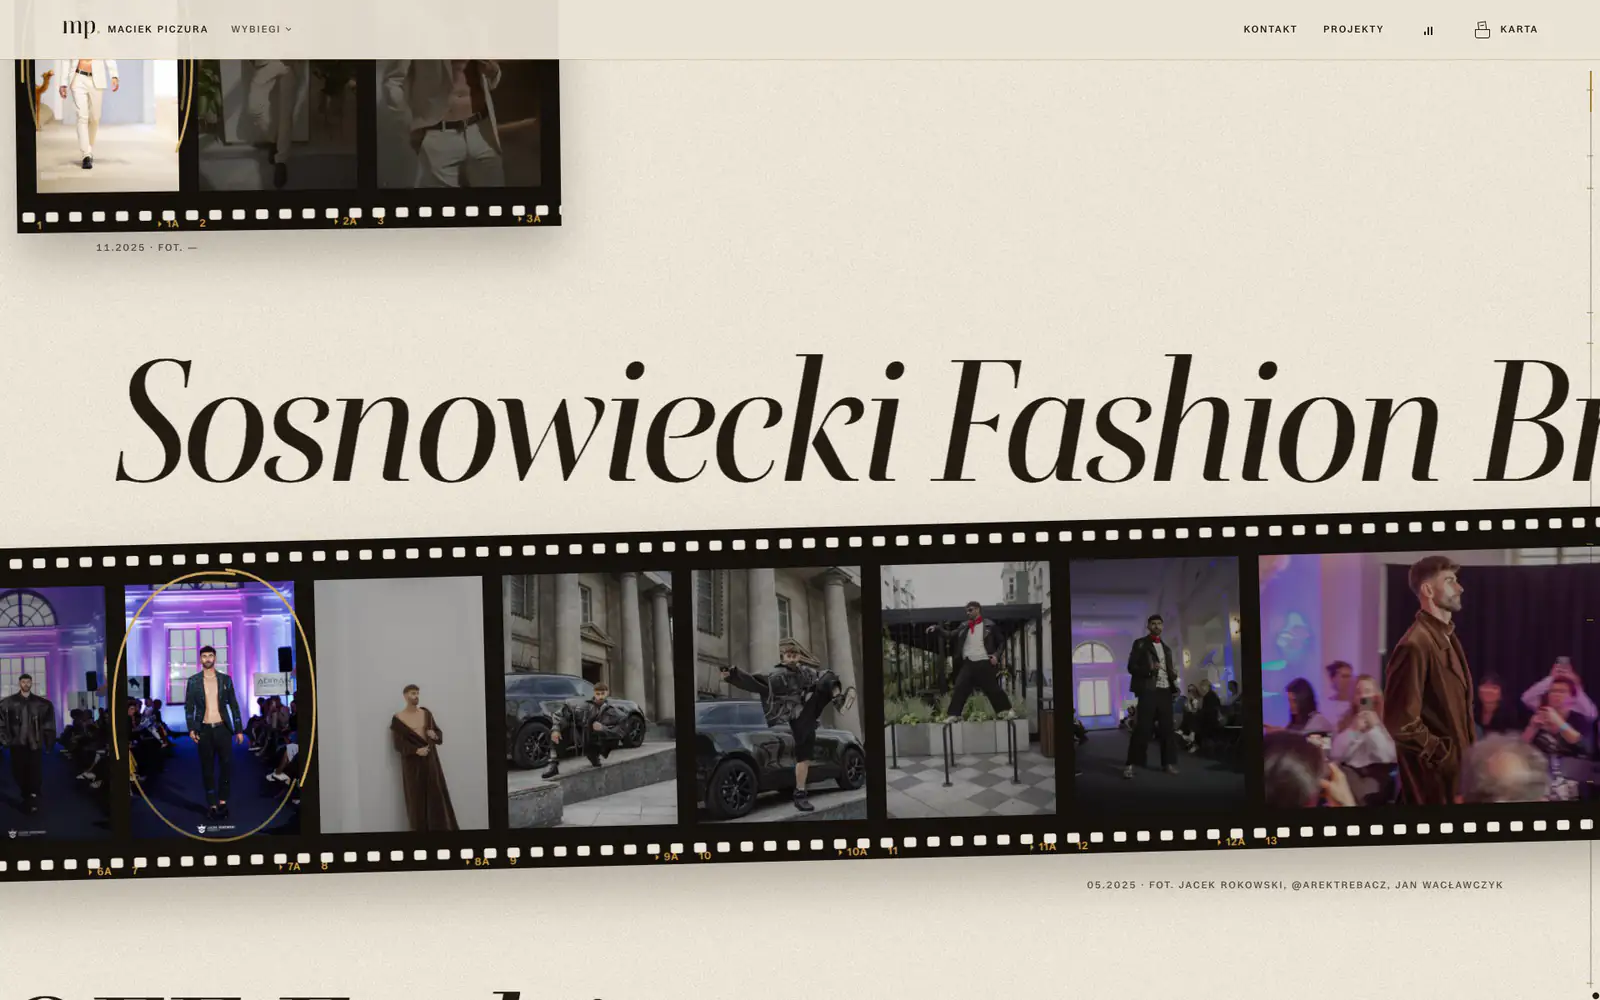 mp. MACIEK PICZURA WYBIEGI KONTAKT PROJEKTY KARTA
1 1A 2 2A 3 3A
11.2025 · FOT. —
Sosnowiecki Fashion Br
6A 7 7A 8 8A 9 9A 10 10A 11 11A 12 12A 13
05.2025 · FOT. JACEK ROKOWSKI, @AREKTREBACZ, JAN WACŁAWCZYK